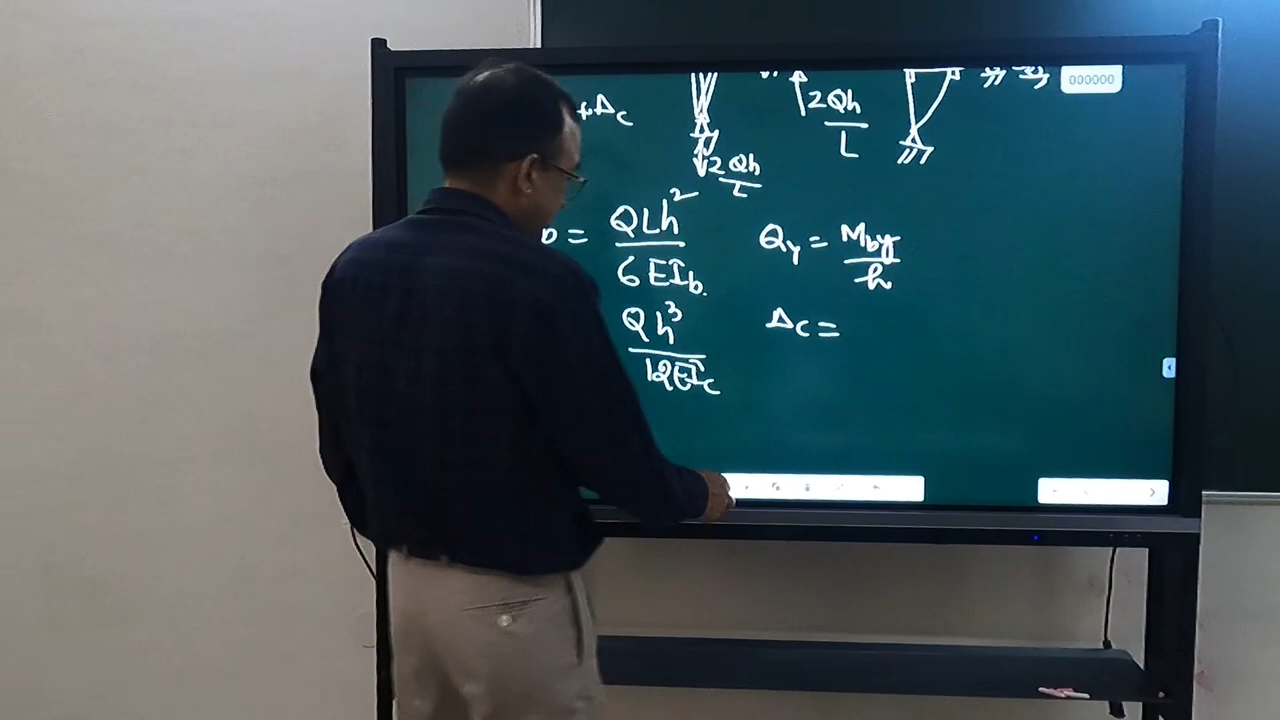 000000
+Δc
2Qh
L
2Qh
L
= QLh²
6EIb.
Qy = Mby
h
Qh³
12EIc
Δc =